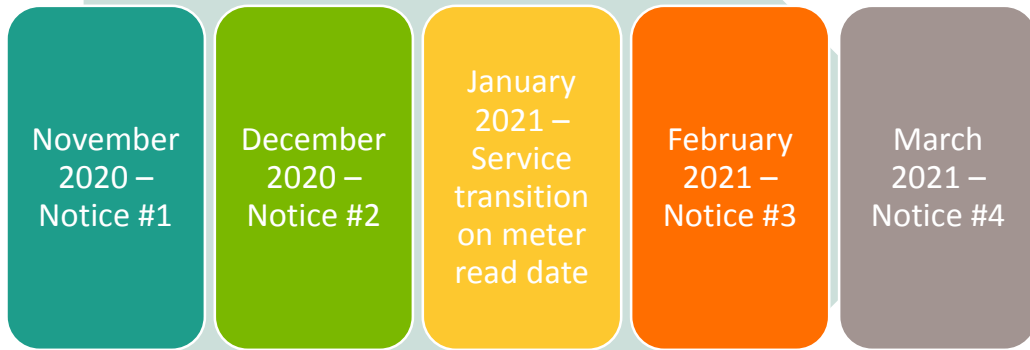 November
2020 –
Notice #1
December
2020 –
Notice #2
January
2021 –
Service
transition
on meter
read date
February
2021 –
Notice #3
March
2021 –
Notice #4